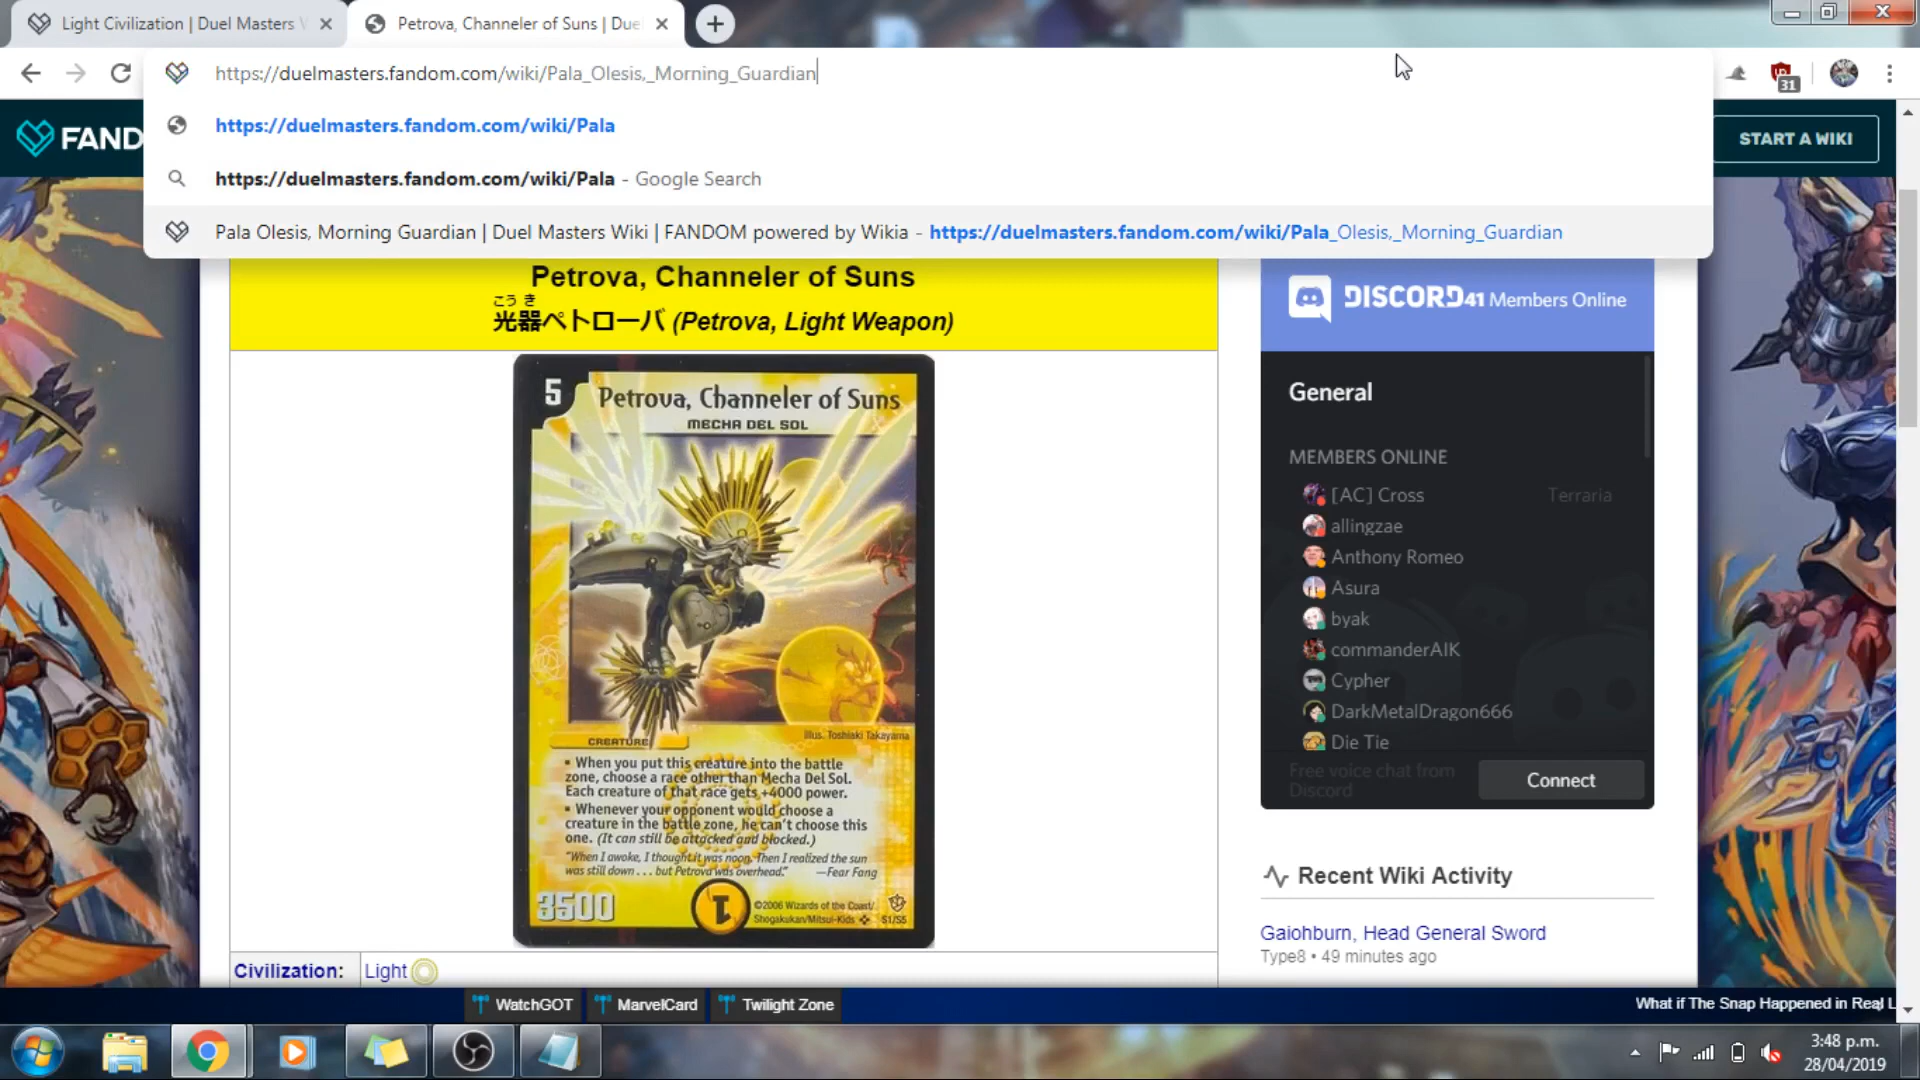 Light Civilization | Duel Masters W
Petrova, Channeler of Suns | Due
https://duelmasters.fandom.com/wiki/Pala_Olesis,_Morning_Guardian
31
https://duelmasters.fandom.com/wiki/Pala
https://duelmasters.fandom.com/wiki/Pala - Google Search
Pala Olesis, Morning Guardian | Duel Masters Wiki | FANDOM powered by Wikia - https://duelmasters.fandom.com/wiki/Pala_Olesis,_Morning_Guardian
FAND
START A WIKI
Petrova, Channeler of Suns
こう き
光器ペトローバ (Petrova, Light Weapon)
5
Petrova, Channeler of Suns
MECHA DEL SOL
CREATURE
Illus. Toshiaki Takayama
▪ When you put this creature into the battle
zone, choose a race other than Mecha Del Sol.
Each creature of that race gets +4000 power.
▪ Whenever your opponent would choose a
creature in the battle zone, he can't choose this
one. (It can still be attacked and blocked.)
"When I awoke, I thought it was noon. Then I realized the sun
was still down . . . but Petrova was overhead." —Fear Fang
3500
1
©2006 Wizards of the Coast/
Shogakukan/Mitsui-Kids
S1/S5
Civilization:
Light
DISCORD 41 Members Online
General
MEMBERS ONLINE
[AC] Cross
Terraria
allingzae
Anthony Romeo
Asura
byak
commanderAIK
Cypher
DarkMetalDragon666
Die Tie
Free voice chat from
Discord
Connect
Recent Wiki Activity
Gaiohburn, Head General Sword
Type8 • 49 minutes ago
WatchGOT
MarvelCard
Twilight Zone
What if The Snap Happened in Real L
3:48 p.m.
28/04/2019